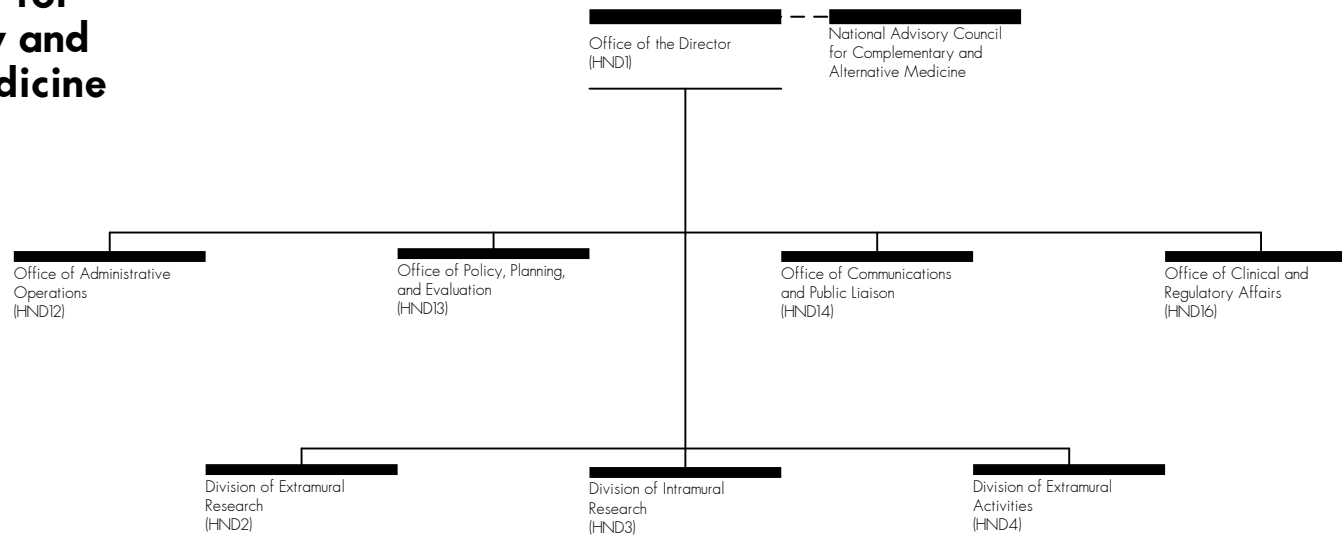 for
and
Office of the Director
(HND1)
National Advisory Council
for Complementary and
Alternative Medicine
Office of Administrative
Operations
(HND12)
Office of Policy, Planning,
and Evaluation
(HND13)
Office of Communications
and Public Liaison
(HND14)
Office of Clinical and
Regulatory Affairs
(HND16)
Division of Extramural
Research
(HND2)
Division of Intramural
Research
(HND3)
Division of Extramural
Activities
(HND4)